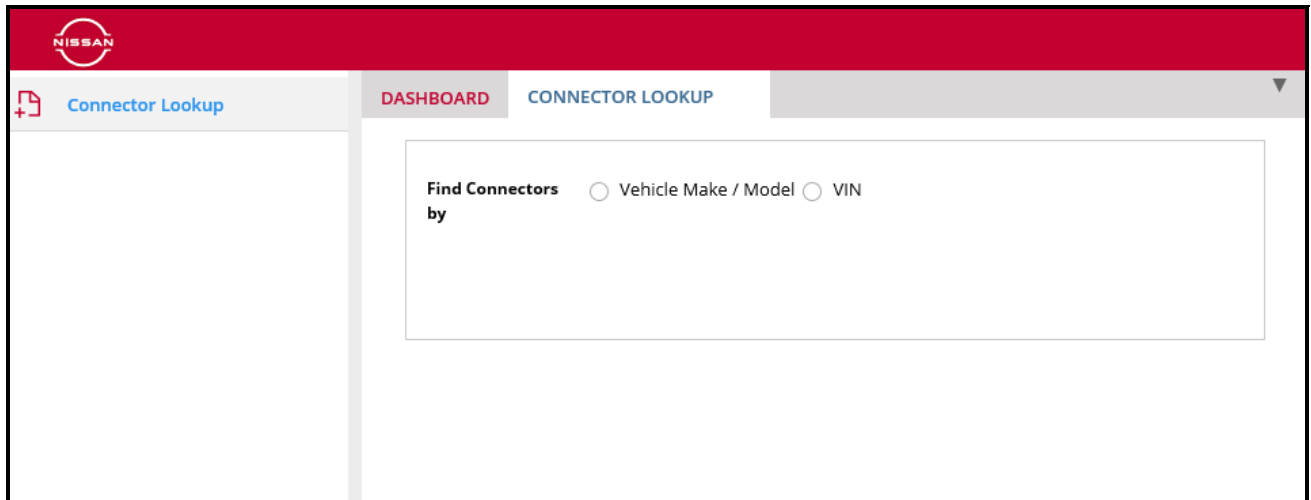 NISSAN
Connector Lookup
DASHBOARD CONNECTOR LOOKUP
Find Connectors by
Vehicle Make / Model VIN